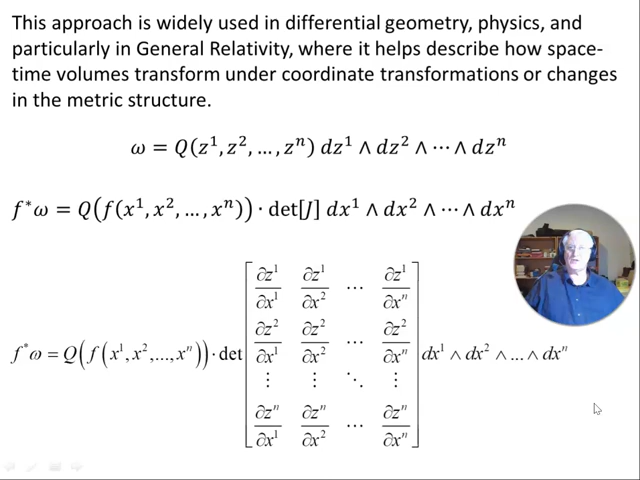 This approach is widely used in differential geometry, physics, and
particularly in General Relativity, where it helps describe how space-
time volumes transform under coordinate transformations or changes
in the metric structure.
ω = Q(z¹, z², …, zⁿ) dz¹ ∧ dz² ∧ ⋯ ∧ dzⁿ
f*ω = Q(f(x¹, x², …, xⁿ)) · det[J] dx¹ ∧ dx² ∧ ⋯ ∧ dxⁿ
f*ω = Q(f(x¹, x²,..., xⁿ)) · det [∂z¹/∂x¹ ∂z¹/∂x² ⋯ ∂z¹/∂xⁿ
∂z²/∂x¹ ∂z²/∂x² ⋯ ∂z²/∂xⁿ
⋮ ⋮ ⋱ ⋮
∂zⁿ/∂x¹ ∂zⁿ/∂x² ⋯ ∂zⁿ/∂xⁿ] dx¹ ∧ dx² ∧ ... ∧ dxⁿ